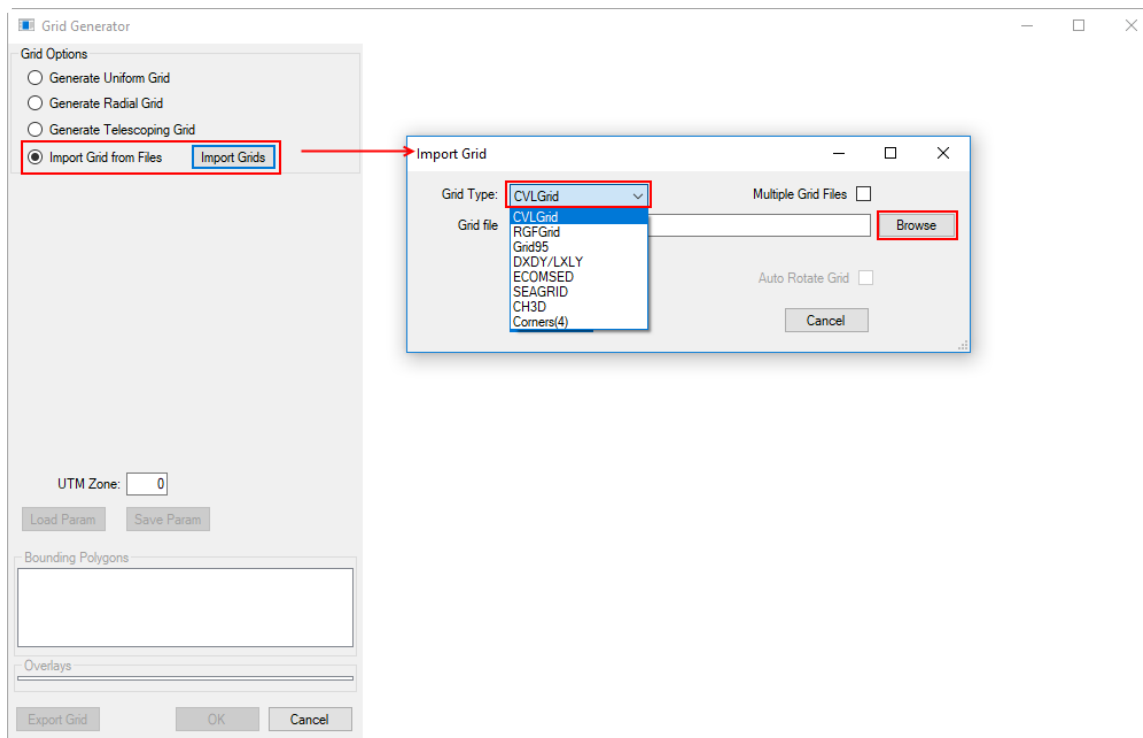 Grid Generator
Grid Options
Generate Uniform Grid
Generate Radial Grid
Generate Telescoping Grid
Import Grid from Files Import Grids
UTM Zone: 0
Load Param Save Param
Bounding Polygons
Overlays
Export Grid OK Cancel
Import Grid
Grid Type: CVLGrid Multiple Grid Files
CVLGrid
Grid file Browse
RGFGrid
Grid95
DXDY/LXLY
ECOMSED
Auto Rotate Grid
SEAGRID
CH3D
Corners(4)
Cancel